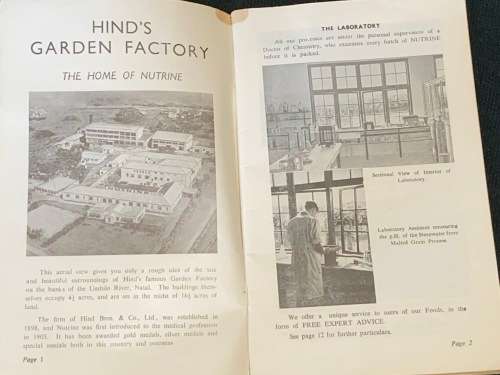 HIND'S
GARDEN FACTORY
THE HOME OF NUTRINE
This aerial view gives you only a rough idea of the size
and beautiful surroundings of Hind's famous Garden Factory
on the banks of the Umbilo River, Natal. The buildings them-
selves occupy 4½ acres, and are set in the midst of acres of
land.
The firm of Hind Bros. & Co., Ltd., was established in
1898, and Nutrine was first introduced to the medical profession
in 1903. It has been awarded gold medals, silver medals and
special medals both in this country and overseas
Page 1
THE LABORATORY
All our processes are under the personal supervision of a
Doctor of Chemistry, who examines every batch of NUTRINE
before it is packed.
Sectional View of Interior of
Laboratory.
Laboratory Assistant measuring
the p.H. of the Steepwater from
Malted Grain Process.
We offer a unique service to users of our Foods, in the
form of FREE EXPERT ADVICE.
See page 12 for further particulars.
Page 2